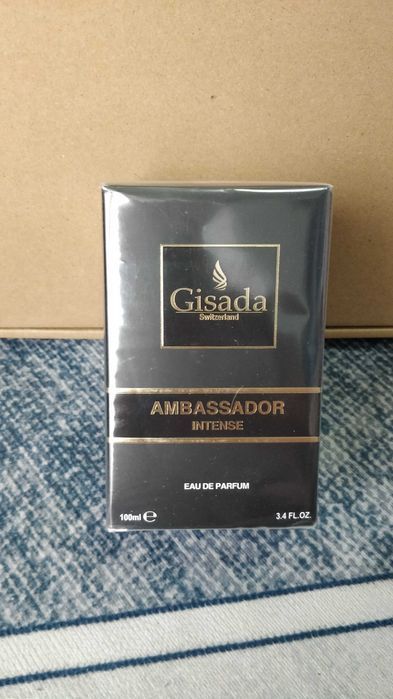 Gisada
Switzerland
AMBASSADOR
INTENSE
EAU DE PARFUM
100ml ℮ 3.4 FL.OZ.